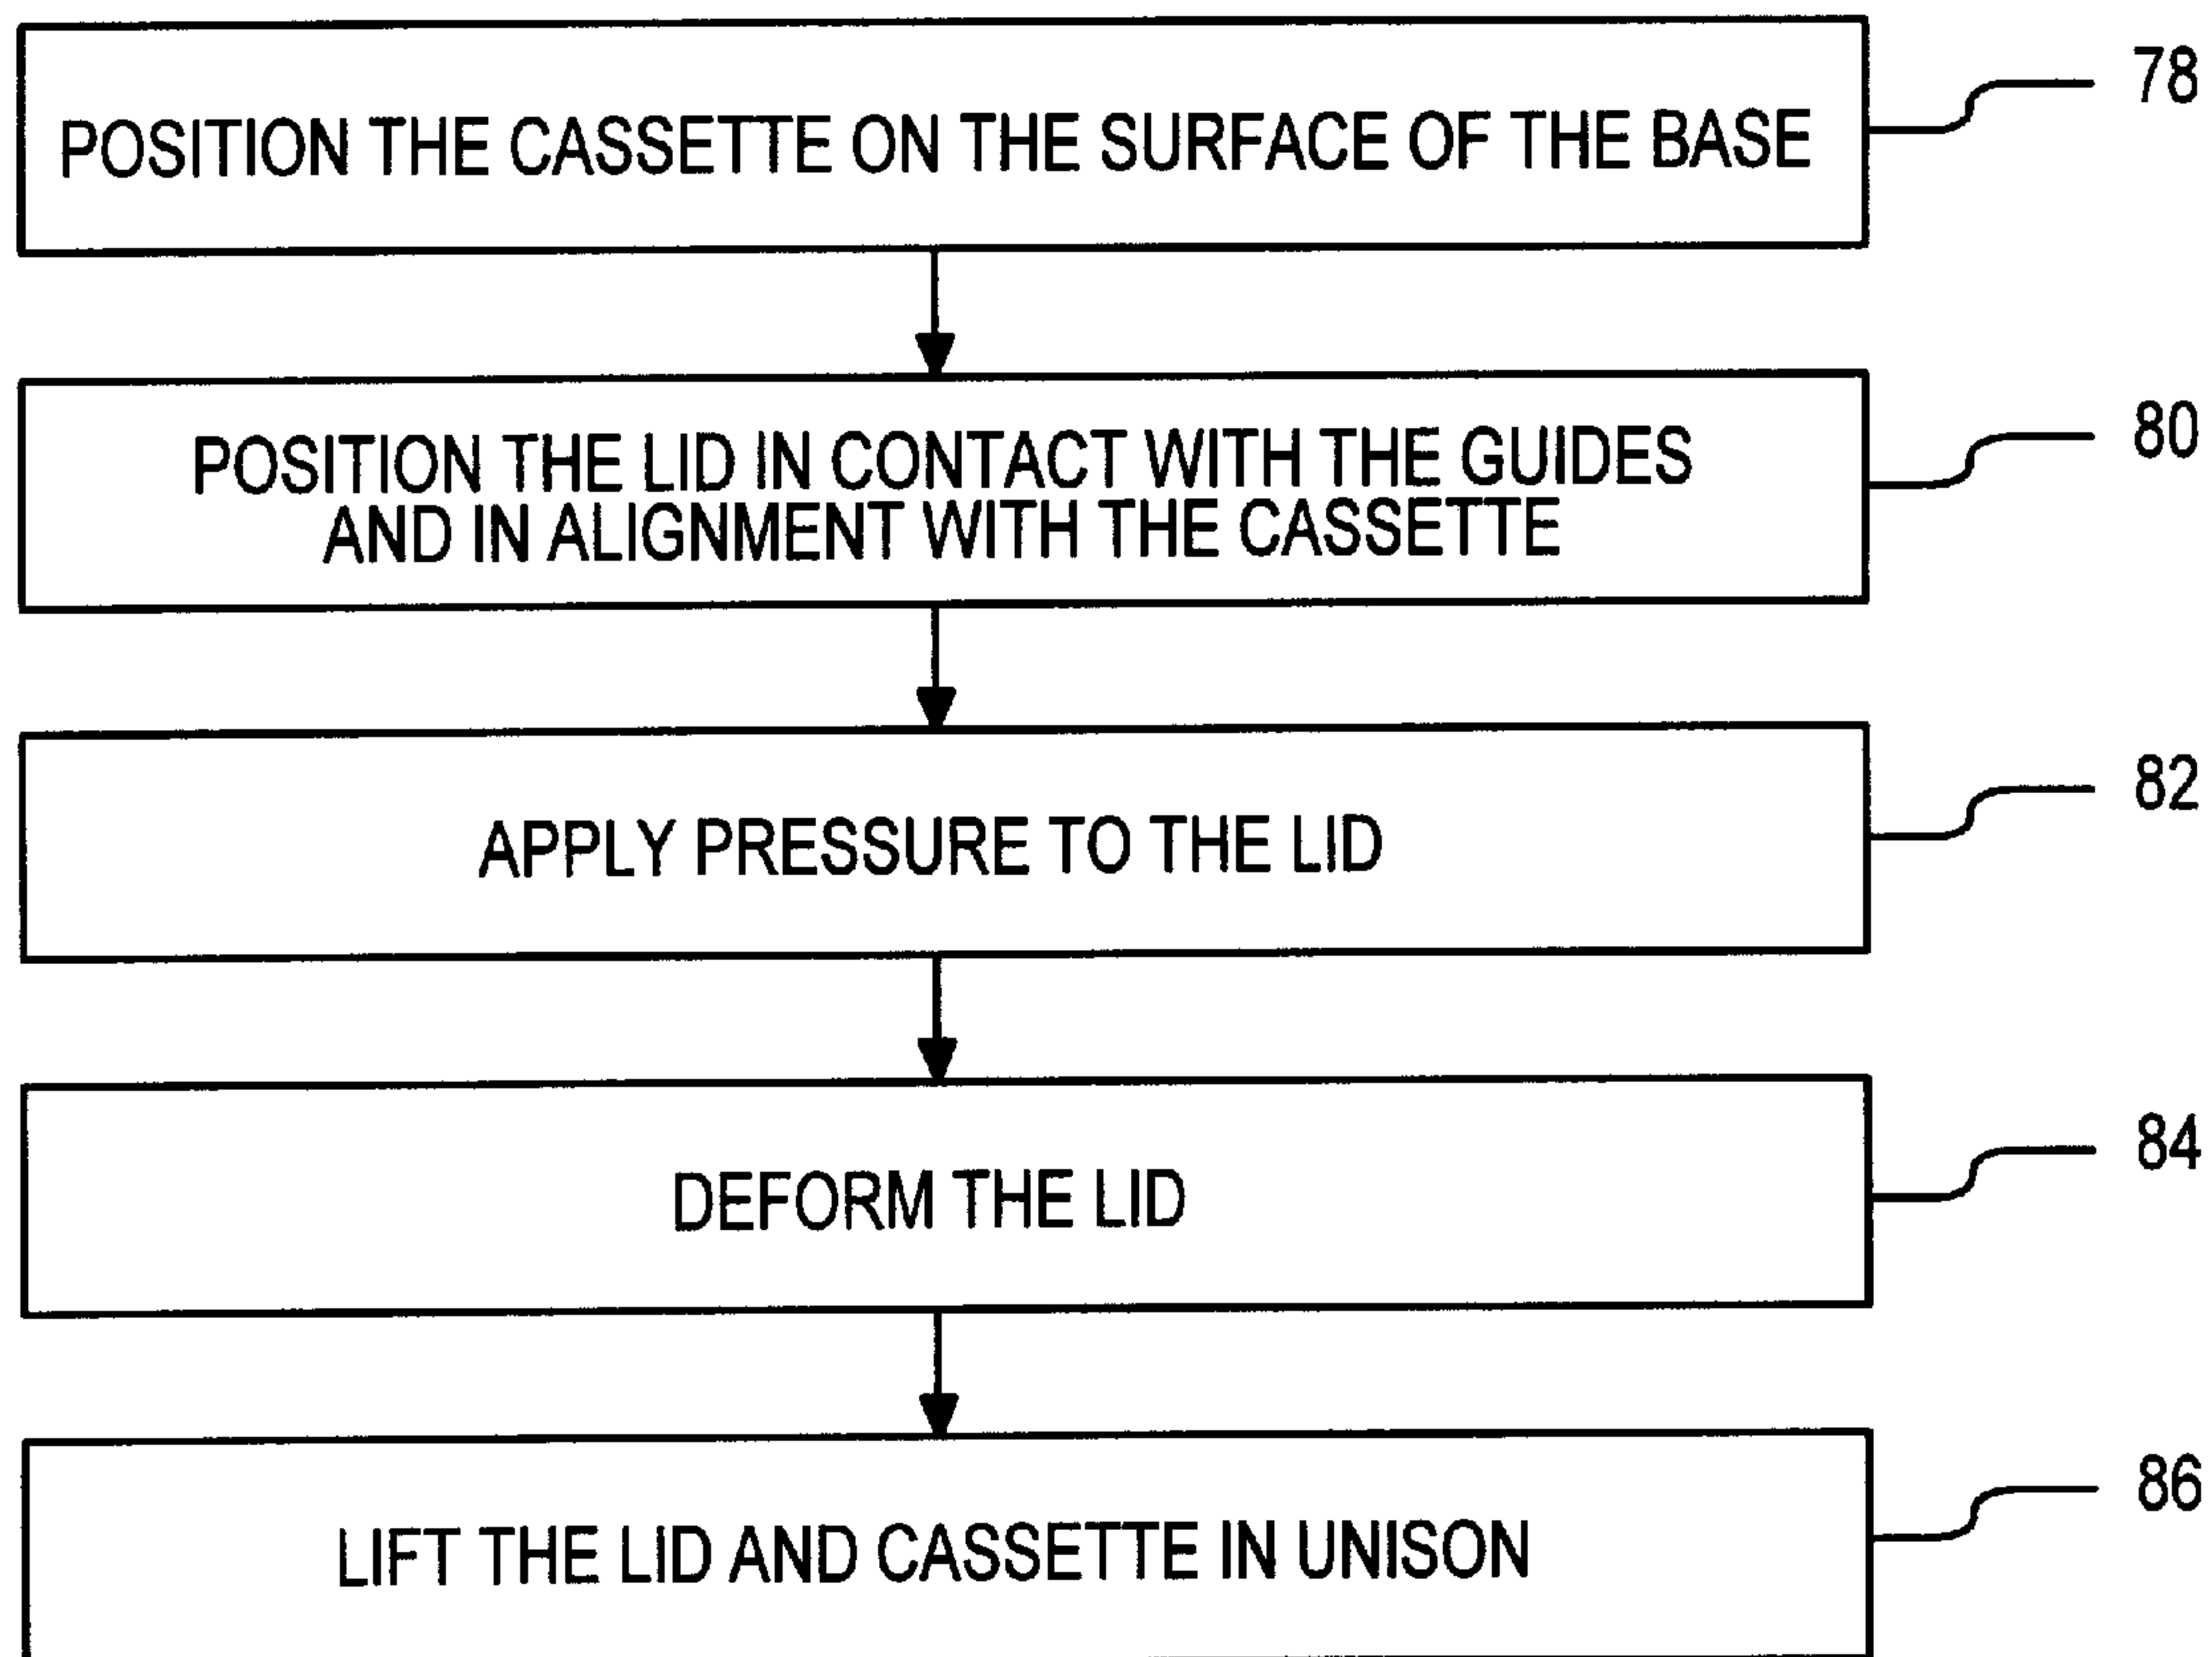 POSITION THE CASSETTE ON THE SURFACE OF THE BASE
78
POSITION THE LID IN CONTACT WITH THE GUIDES
AND IN ALIGNMENT WITH THE CASSETTE
80
APPLY PRESSURE TO THE LID
82
DEFORM THE LID
84
LIFT THE LID AND CASSETTE IN UNISON
86